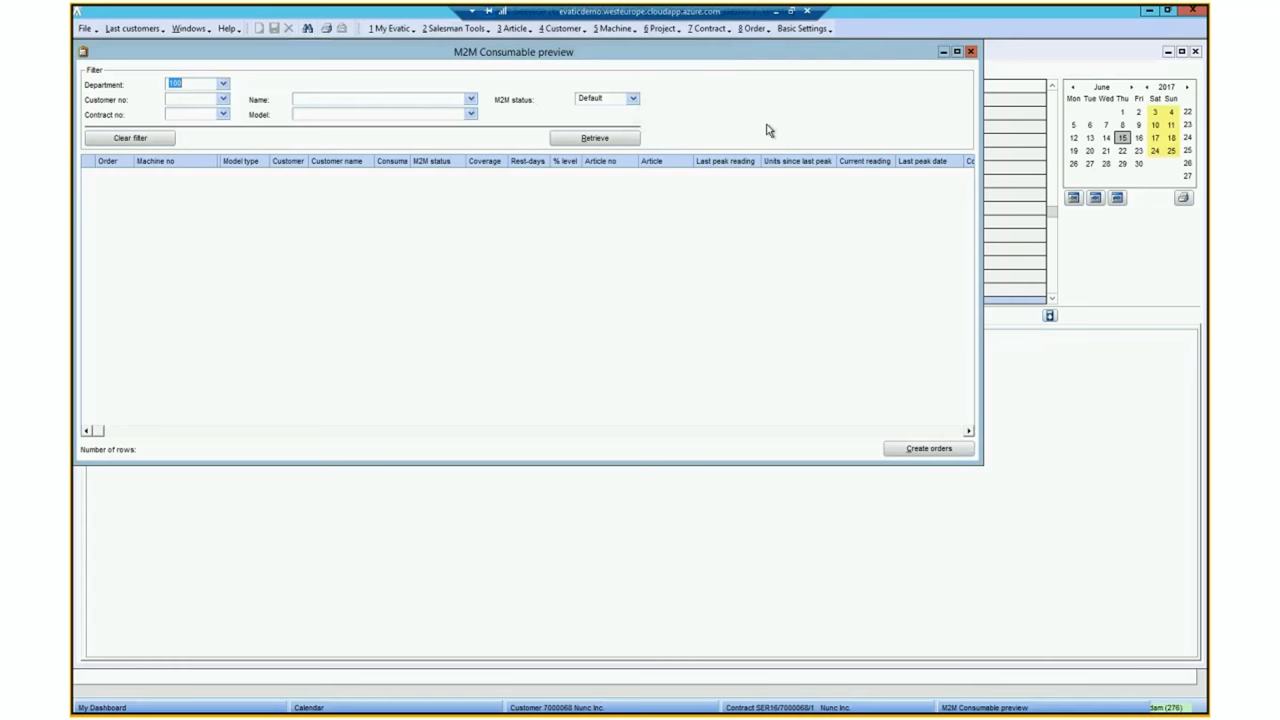 evaticdemo.westeurope.cloudapp.azure.com
File Last customers Windows Help 1 My Evatic 2 Salesman Tools 3 Article 4 Customer 5 Machine 6 Project 7 Contract 8 Order Basic Settings
M2M Consumable preview
Filter
Department: 100
Customer no: Name: M2M status: Default
Contract no: Model:
Clear filter Retrieve
Order Machine no Model type Customer Customer name Consuma M2M status Coverage Rest-days % level Article no Article Last peak reading Units since last peak Current reading Last peak date Co
Number of rows: Create orders
June 2017
Mon Tue Wed Thu Fri Sat Sun
1 2 3 4 22
5 6 7 8 9 10 11 23
12 13 14 15 16 17 18 24
19 20 21 22 23 24 25 25
26 27 28 29 30 26
27
My Dashboard Calendar Customer 7000068 Nunc Inc. Contract SER16/7000068/1 Nunc Inc. M2M Consumable preview dam (276)